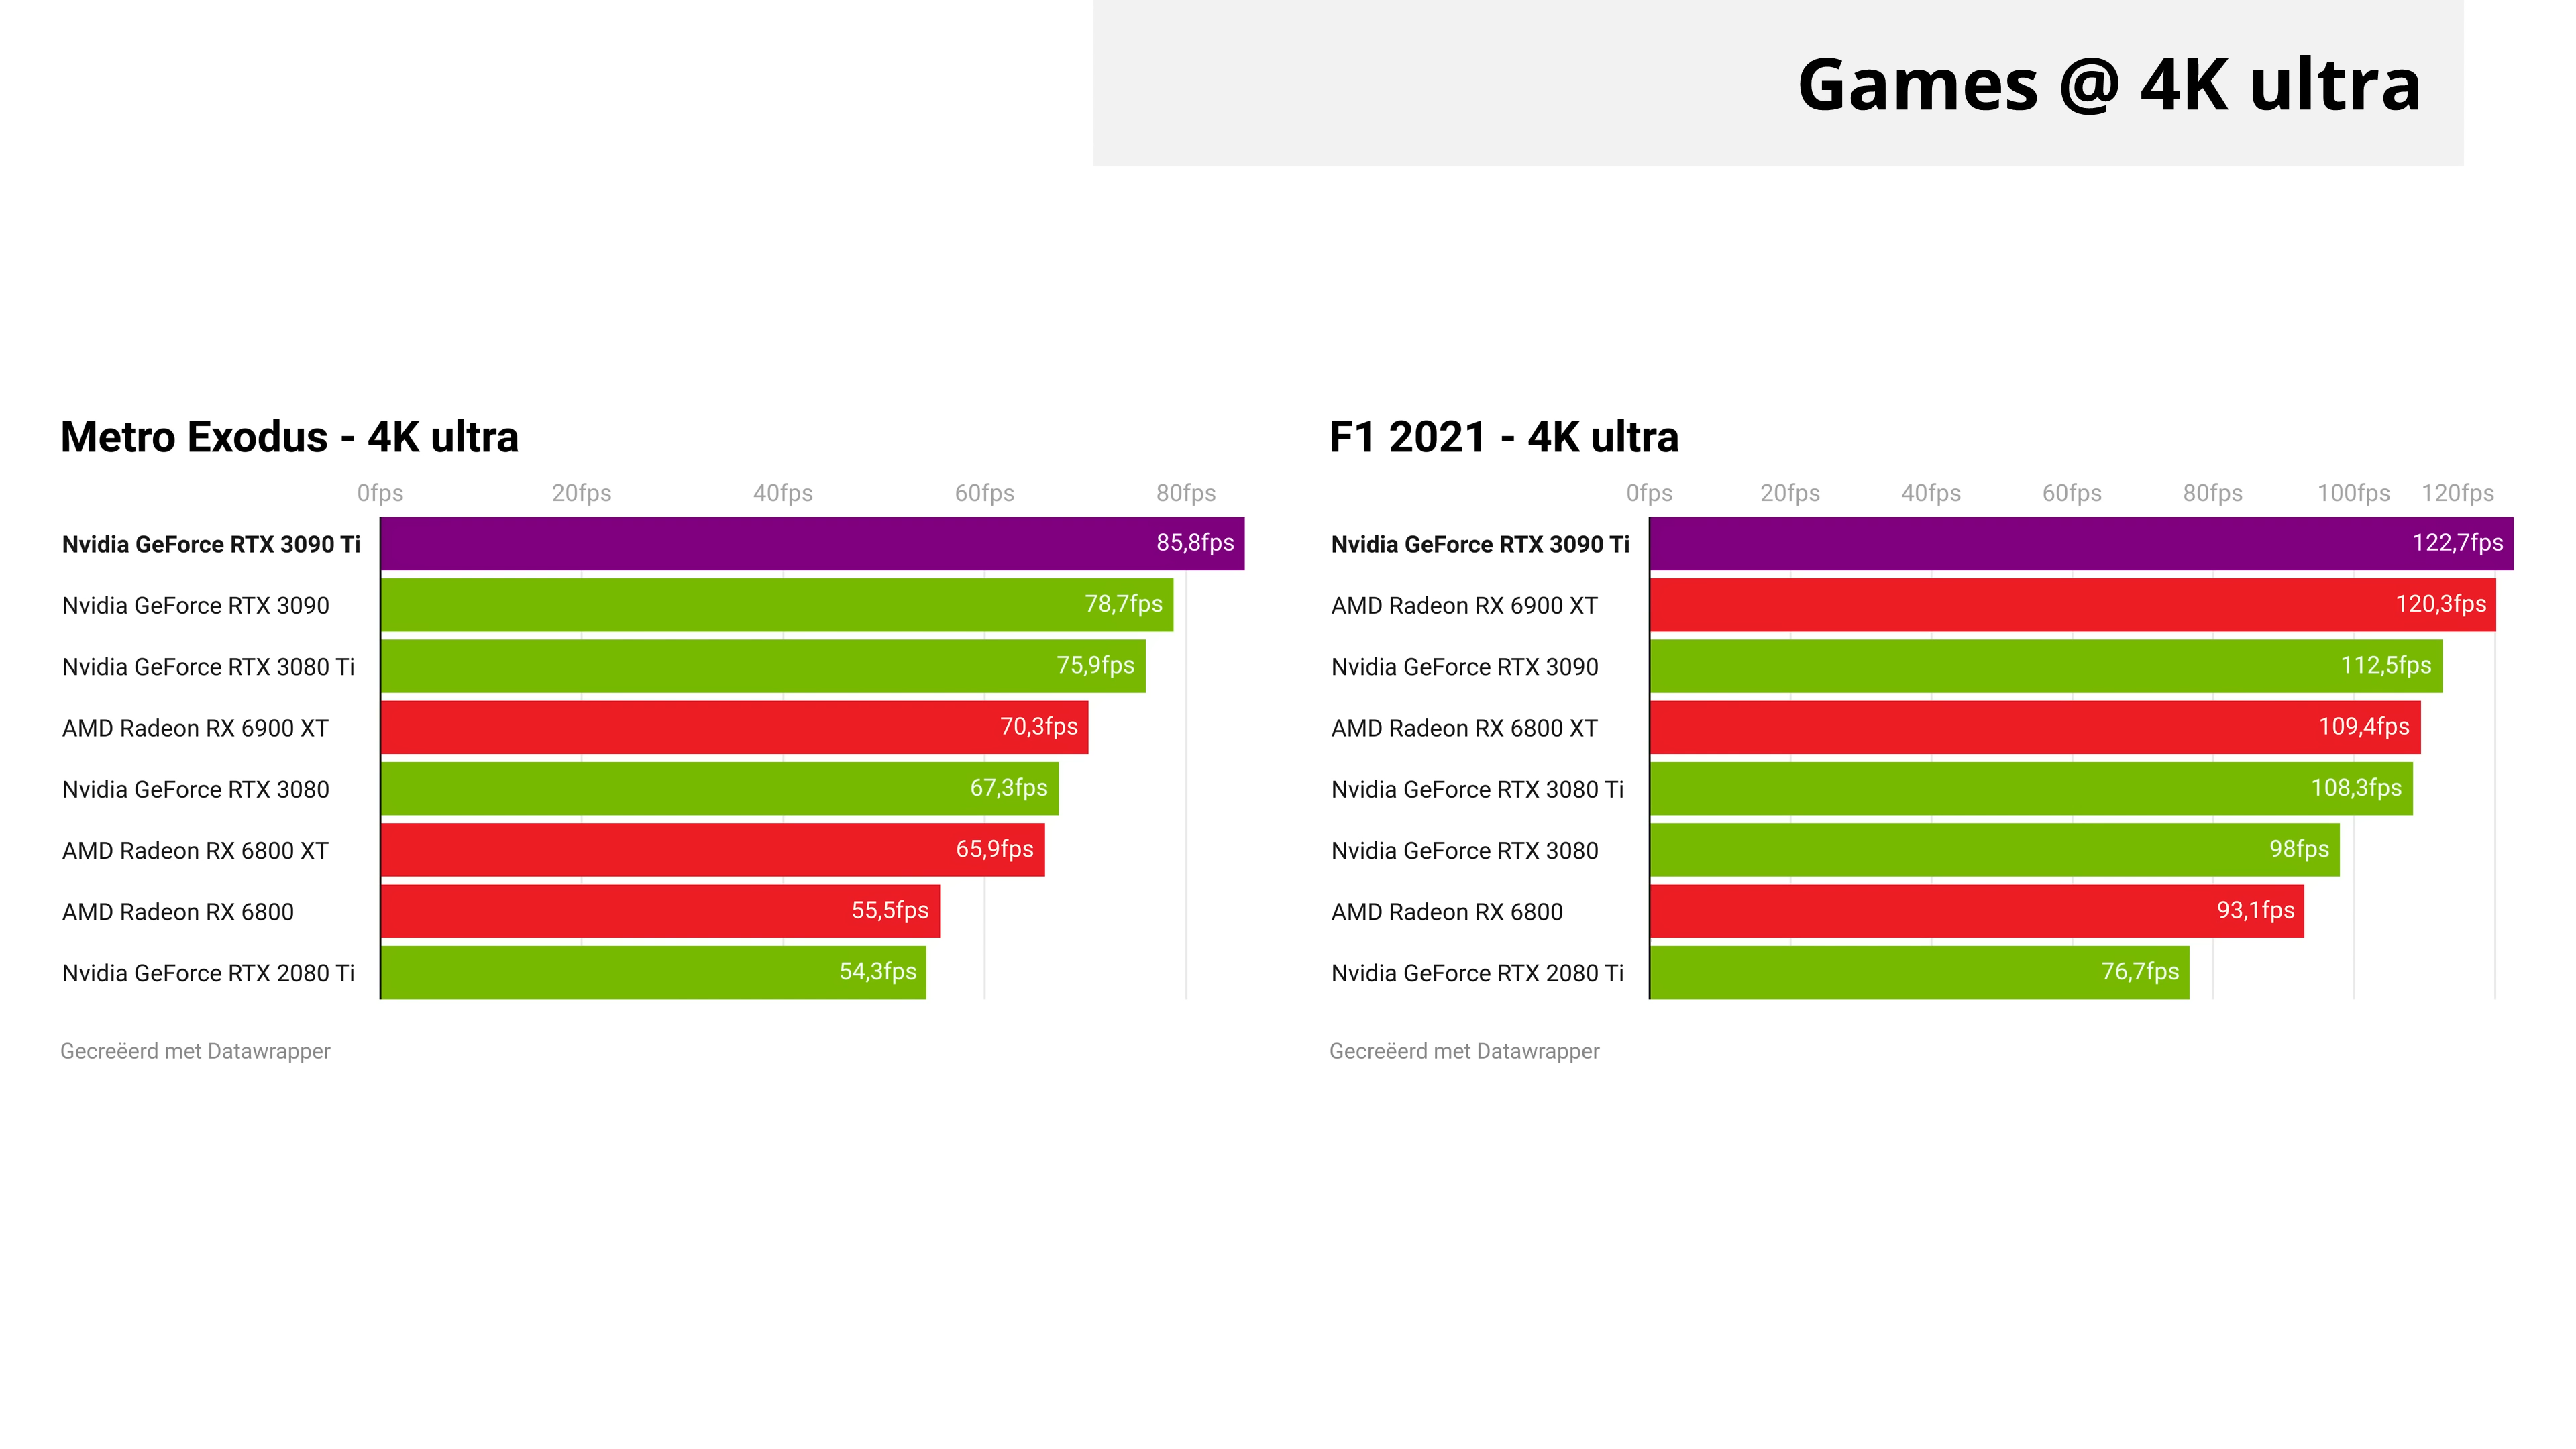 Games @ 4K ultra
Metro Exodus - 4K ultra
0fps 20fps 40fps 60fps 80fps
Nvidia GeForce RTX 3090 Ti 85,8fps
Nvidia GeForce RTX 3090 78,7fps
Nvidia GeForce RTX 3080 Ti 75,9fps
AMD Radeon RX 6900 XT 70,3fps
Nvidia GeForce RTX 3080 67,3fps
AMD Radeon RX 6800 XT 65,9fps
AMD Radeon RX 6800 55,5fps
Nvidia GeForce RTX 2080 Ti 54,3fps
Gecreëerd met Datawrapper
F1 2021 - 4K ultra
0fps 20fps 40fps 60fps 80fps 100fps 120fps
Nvidia GeForce RTX 3090 Ti 122,7fps
AMD Radeon RX 6900 XT 120,3fps
Nvidia GeForce RTX 3090 112,5fps
AMD Radeon RX 6800 XT 109,4fps
Nvidia GeForce RTX 3080 Ti 108,3fps
Nvidia GeForce RTX 3080 98fps
AMD Radeon RX 6800 93,1fps
Nvidia GeForce RTX 2080 Ti 76,7fps
Gecreëerd met Datawrapper